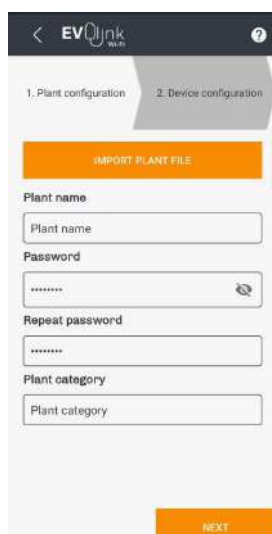 EVOlink
Wi-Fi
1. Plant configuration
2. Device configuration
IMPORT PLANT FILE
Plant name
Plant name
Password
••••••••
Repeat password
••••••••
Plant category
Plant category
NEXT